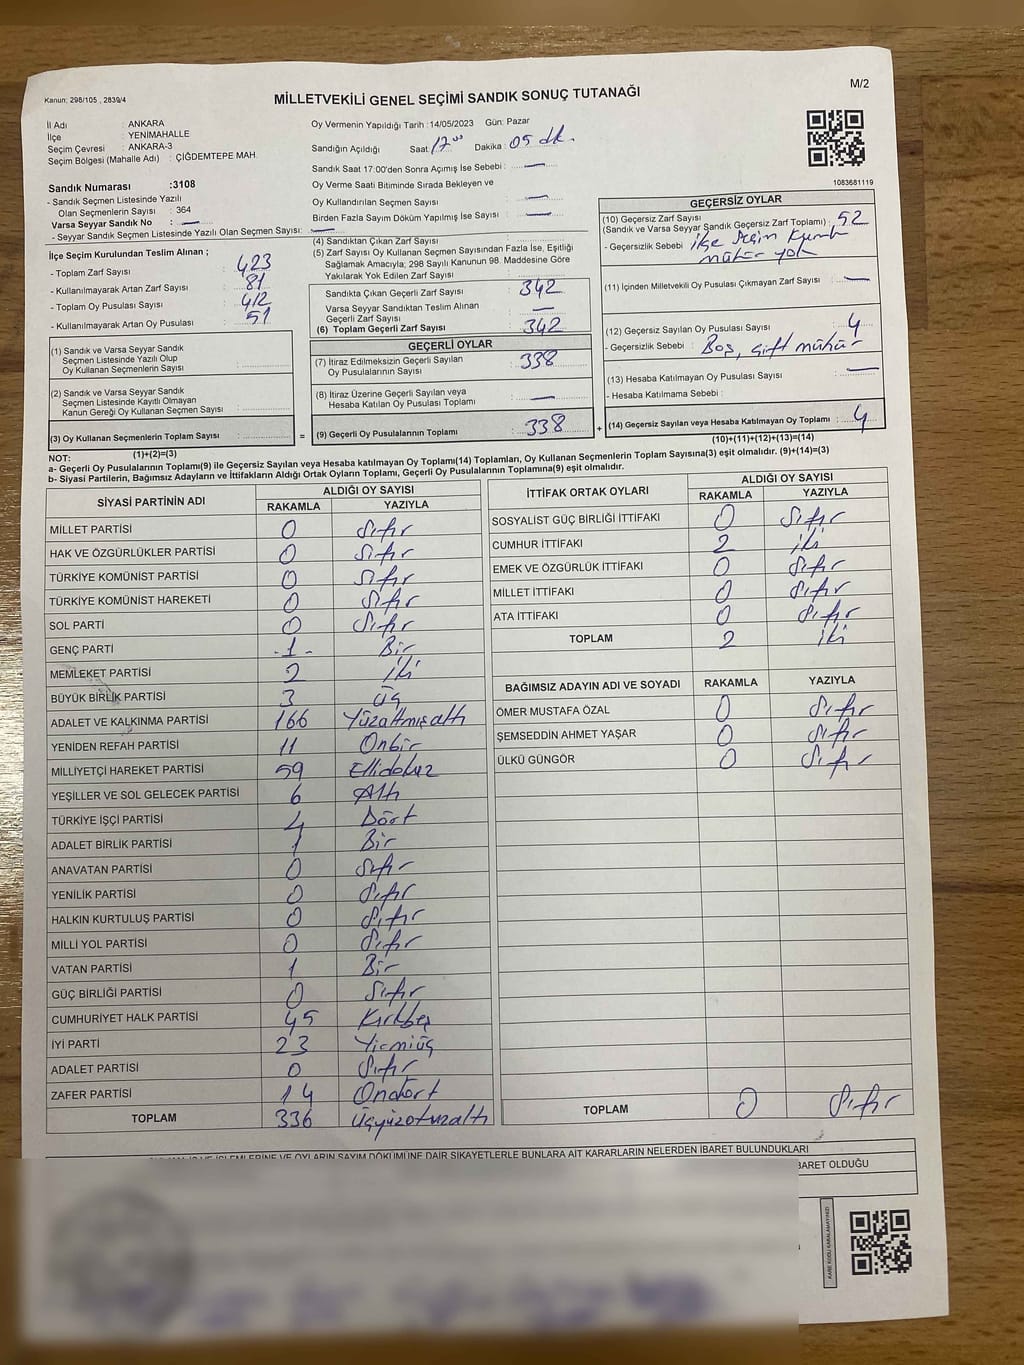 Kanun; 298/105 , 2839/4
M/2
MİLLETVEKİLİ GENEL SEÇİMİ SANDIK SONUÇ TUTANAĞI
İl Adı : ANKARA
İlçe : YENİMAHALLE
Seçim Çevresi : ANKARA-3
Seçim Bölgesi (Mahalle Adı) : ÇİĞDEMTEPE MAH.
Sandık Numarası :3108
- Sandık Seçmen Listesinde Yazılı
Olan Seçmenlerin Sayısı : 364
Varsa Seyyar Sandık No : —
- Seyyar Sandık Seçmen Listesinde Yazılı Olan Seçmen Sayısı: —
Oy Vermenin Yapıldığı Tarih :14/05/2023 Gün: Pazar
Sandığın Açıldığı Saat 17 00 Dakika : 05 dk.
Sandık Saat 17:00'den Sonra Açımış İse Sebebi : —
Oy Verme Saati Bitiminde Sırada Bekleyen ve
Oy Kullandırılan Seçmen Sayısı : —
Birden Fazla Sayım Döküm Yapılmış İse Sayısı : —
1083681119
İlçe Seçim Kurulundan Teslim Alınan ;
- Toplam Zarf Sayısı : 423
- Kullanılmayarak Artan Zarf Sayısı : 81
- Toplam Oy Pusulası Sayısı : 412
- Kullanılmayarak Artan Oy Pusulası : 51
(4) Sandıktan Çıkan Zarf Sayısı :
(5) Zarf Sayısı Oy Kullanan Seçmen Sayısından Fazla İse, Eşitliği
Sağlamak Amacıyla; 298 Sayılı Kanunun 98. Maddesine Göre
Yakılarak Yok Edilen Zarf Sayısı :
Sandıkta Çıkan Geçerli Zarf Sayısı : 342
Varsa Seyyar Sandıktan Teslim Alınan
Geçerli Zarf Sayısı : —
(6) Toplam Geçerli Zarf Sayısı : 342
GEÇERSİZ OYLAR
(10) Geçersiz Zarf Sayısı
(Sandık ve Varsa Seyyar Sandık Geçersiz Zarf Toplamı) : 52
- Geçersizlik Sebebi : ilçe seçim kurulu
mühür yok
(11) İçinden Milletvekili Oy Pusulası Çıkmayan Zarf Sayısı : —
(12) Geçersiz Sayılan Oy Pusulası Sayısı : 4
- Geçersizlik Sebebi : Boş, çift mühür
(13) Hesaba Katılmayan Oy Pusulası Sayısı : —
- Hesaba Katılmama Sebebi :
(14) Geçersiz Sayılan veya Hesaba Katılmayan Oy Toplamı : 4
(10)+(11)+(12)+(13)=(14)
(1) Sandık ve Varsa Seyyar Sandık
Seçmen Listesinde Yazılı Olup
Oy Kullanan Seçmenlerin Sayısı :
(2) Sandık ve Varsa Seyyar Sandık
Seçmen Listesinde Kayıtlı Olmayan
Kanun Gereği Oy Kullanan Seçmen Sayısı :
(3) Oy Kullanan Seçmenlerin Toplam Sayısı :
(1)+(2)=(3)
GEÇERLİ OYLAR
(7) İtiraz Edilmeksizin Geçerli Sayılan
Oy Pusulalarının Sayısı : 338
(8) İtiraz Üzerine Geçerli Sayılan veya
Hesaba Katılan Oy Pusulası Toplamı : —
= (9) Geçerli Oy Pusulalarının Toplamı : 338 +
NOT:
a- Geçerli Oy Pusulalarının Toplamı(9) ile Geçersiz Sayılan veya Hesaba katılmayan Oy Toplamı(14) Toplamları, Oy Kullanan Seçmenlerin Toplam Sayısına(3) eşit olmalıdır. (9)+(14)=(3)
b- Siyasi Partilerin, Bağımsız Adayların ve İttifakların Aldığı Ortak Oyların Toplamı, Geçerli Oy Pusulalarının Toplamına(9) eşit olmalıdır.
SİYASİ PARTİNİN ADI ALDIĞI OY SAYISI
RAKAMLA YAZIYLA
MİLLET PARTİSİ 0 Sıfır
HAK VE ÖZGÜRLÜKLER PARTİSİ 0 Sıfır
TÜRKİYE KOMÜNİST PARTİSİ 0 Sıfır
TÜRKİYE KOMÜNİST HAREKETİ 0 Sıfır
SOL PARTİ 0 Sıfır
GENÇ PARTİ -1- Bir
MEMLEKET PARTİSİ 2 iki
BÜYÜK BİRLİK PARTİSİ 3 üç
ADALET VE KALKINMA PARTİSİ 166 Yüzaltmışaltı
YENİDEN REFAH PARTİSİ 11 Onbir
MİLLİYETÇİ HAREKET PARTİSİ 59 Ellidokuz
YEŞİLLER VE SOL GELECEK PARTİSİ 6 Altı
TÜRKİYE İŞÇİ PARTİSİ 4 Dört
ADALET BİRLİK PARTİSİ 1 Bir
ANAVATAN PARTİSİ 0 Sıfır
YENİLİK PARTİSİ 0 Sıfır
HALKIN KURTULUŞ PARTİSİ 0 Sıfır
MİLLİ YOL PARTİSİ 0 Sıfır
VATAN PARTİSİ 1 Bir
GÜÇ BİRLİĞİ PARTİSİ 0 Sıfır
CUMHURİYET HALK PARTİSİ 45 Kırkbeş
İYİ PARTİ 23 Yirmiüç
ADALET PARTİSİ 0 Sıfır
ZAFER PARTİSİ 14 Ondört
TOPLAM 336 üçyüzotuzaltı
İTTİFAK ORTAK OYLARI ALDIĞI OY SAYISI
RAKAMLA YAZIYLA
SOSYALİST GÜÇ BİRLİĞİ İTTİFAKI 0 Sıfır
CUMHUR İTTİFAKI 2 iki
EMEK VE ÖZGÜRLÜK İTTİFAKI 0 Sıfır
MİLLET İTTİFAKI 0 Sıfır
ATA İTTİFAKI 0 Sıfır
TOPLAM 2 iki
BAĞIMSIZ ADAYIN ADI VE SOYADI RAKAMLA YAZIYLA
ÖMER MUSTAFA ÖZAL 0 Sıfır
ŞEMSEDDİN AHMET YAŞAR 0 Sıfır
ÜLKÜ GÜNGÖR 0 Sıfır
TOPLAM 0 Sıfır
İŞLEMLERİNE VE OYLARIN SAYIM DÖKÜMÜNE DAİR ŞİKAYETLERLE BUNLARA AİT KARARLARIN NELERDEN İBARET BULUNDUKLARI
BARET OLDUĞU